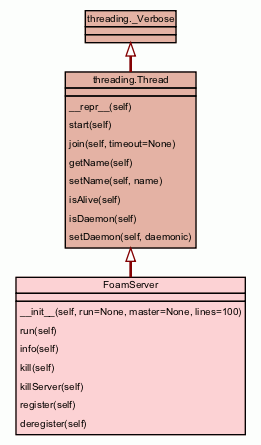 threading._Verbose
threading.Thread
__repr__(self)
start(self)
join(self, timeout=None)
getName(self)
setName(self, name)
isAlive(self)
isDaemon(self)
setDaemon(self, daemonic)
FoamServer
__init__(self, run=None, master=None, lines=100)
run(self)
info(self)
kill(self)
killServer(self)
register(self)
deregister(self)